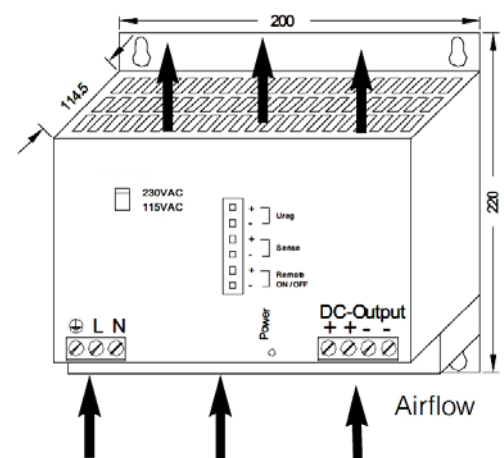 200
114.5
220
230VAC
115VAC
+
- Ureg
+
- Sense
+ Remote
- ON/OFF
Power
DC-Output
+ + - -
L N
Airflow